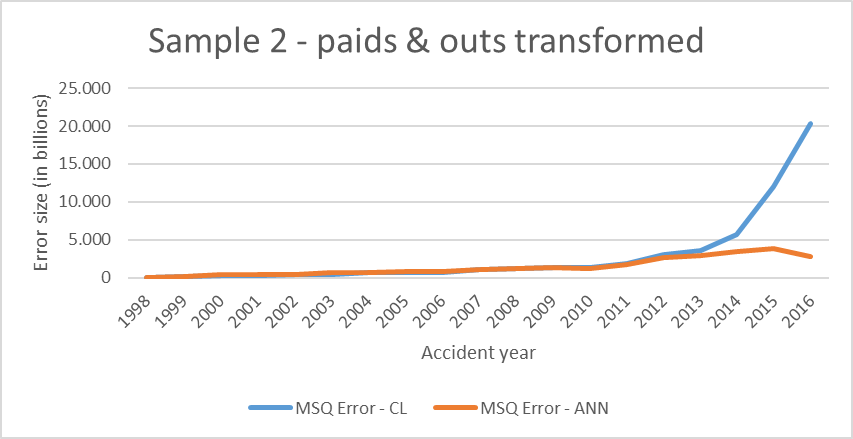 Sample 2 - paids & outs transformed
Error size (in billions)
25.000
20.000
15.000
10.000
5.000
0
1998 1999 2000 2001 2002 2003 2004 2005 2006 2007 2008 2009 2010 2011 2012 2013 2014 2015 2016
Accident year
MSQ Error - CL MSQ Error - ANN